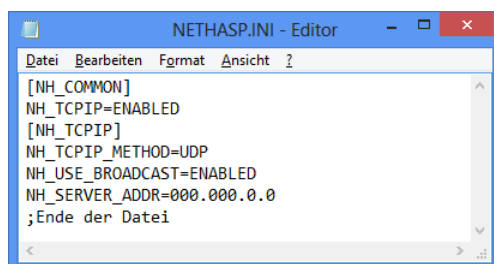 NETHASP.INI - Editor
Datei Bearbeiten Format Ansicht ?
[NH_COMMON]
NH_TCPIP=ENABLED
[NH_TCPIP]
NH_TCPIP_METHOD=UDP
NH_USE_BROADCAST=ENABLED
NH_SERVER_ADDR=000.000.0.0
;Ende der Datei